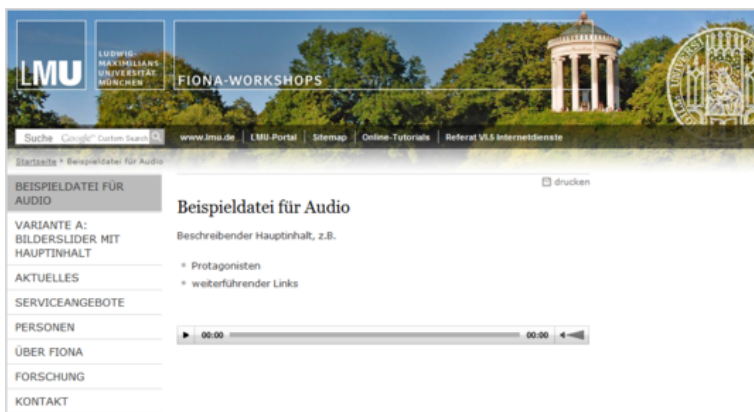 LMU
LUDWIG-
MAXIMILIANS
UNIVERSITÄT
MÜNCHEN
FIONA-WORKSHOPS
Suche Google™ Custom Search
www.lmu.de
LMU-Portal
Sitemap
Online-Tutorials
Referat VI.5 Internetdienste
Startseite
Beispieldatei für Audio
BEISPIELDATEI FÜR
AUDIO
VARIANTE A:
BILDERSLIDER MIT
HAUPTINHALT
AKTUELLES
SERVICEANGEBOTE
PERSONEN
ÜBER FIONA
FORSCHUNG
KONTAKT
drucken
Beispieldatei für Audio
Beschreibender Hauptinhalt, z.B.
Protagonisten
weiterführender Links
00:00
00:00